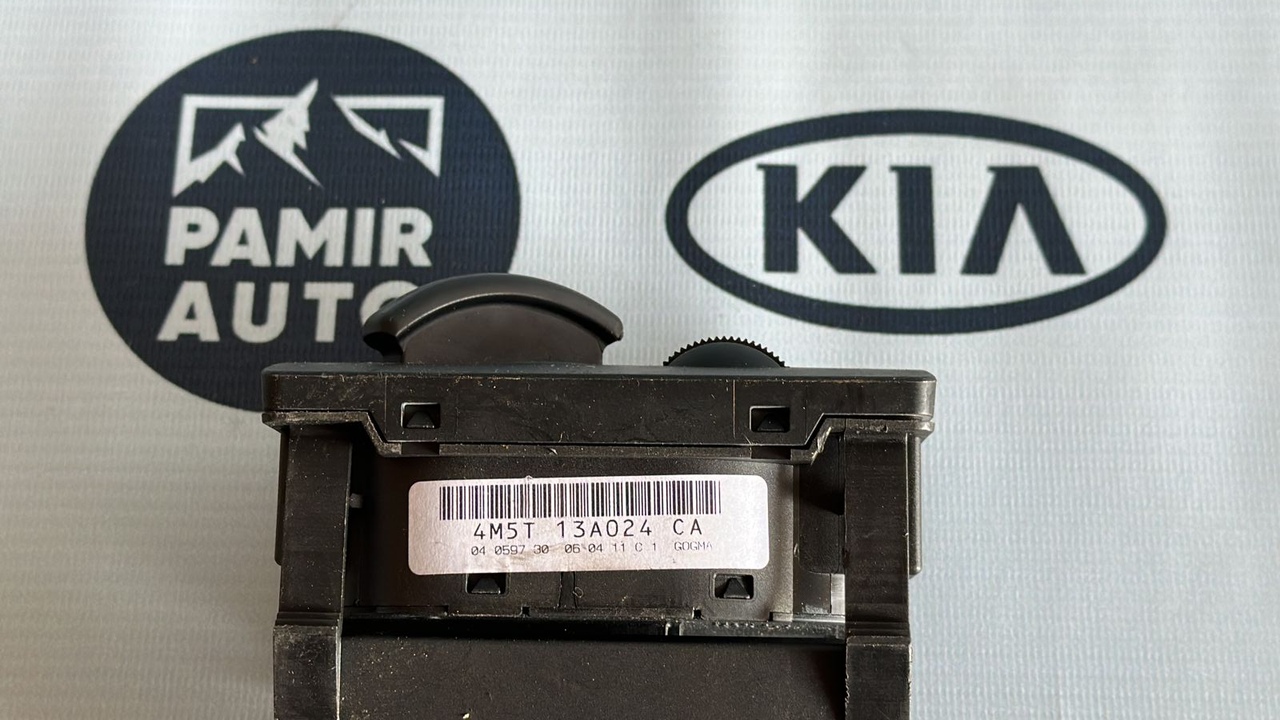 PAMIR
AUTO
KIA
4M5T 13A024 CA
04 0597 30 06 04 11 C 1 GOGMA